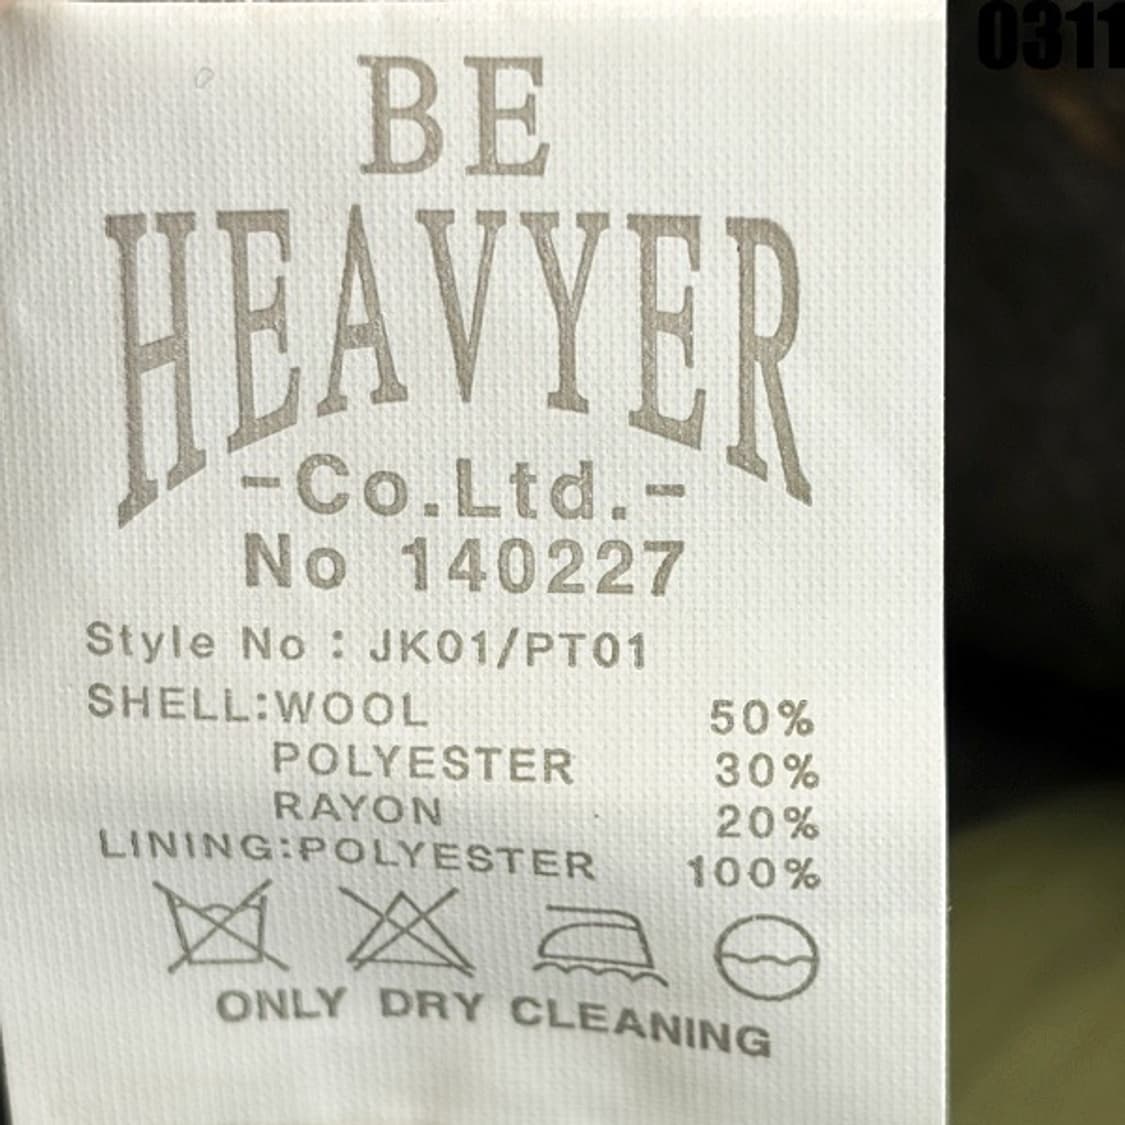 0311
BE
HEAVYER
-Co.Ltd.-
No 140227
Style No : JK01/PT01
SHELL:WOOL 50%
POLYESTER 30%
RAYON 20%
LINING:POLYESTER 100%
ONLY DRY CLEANING